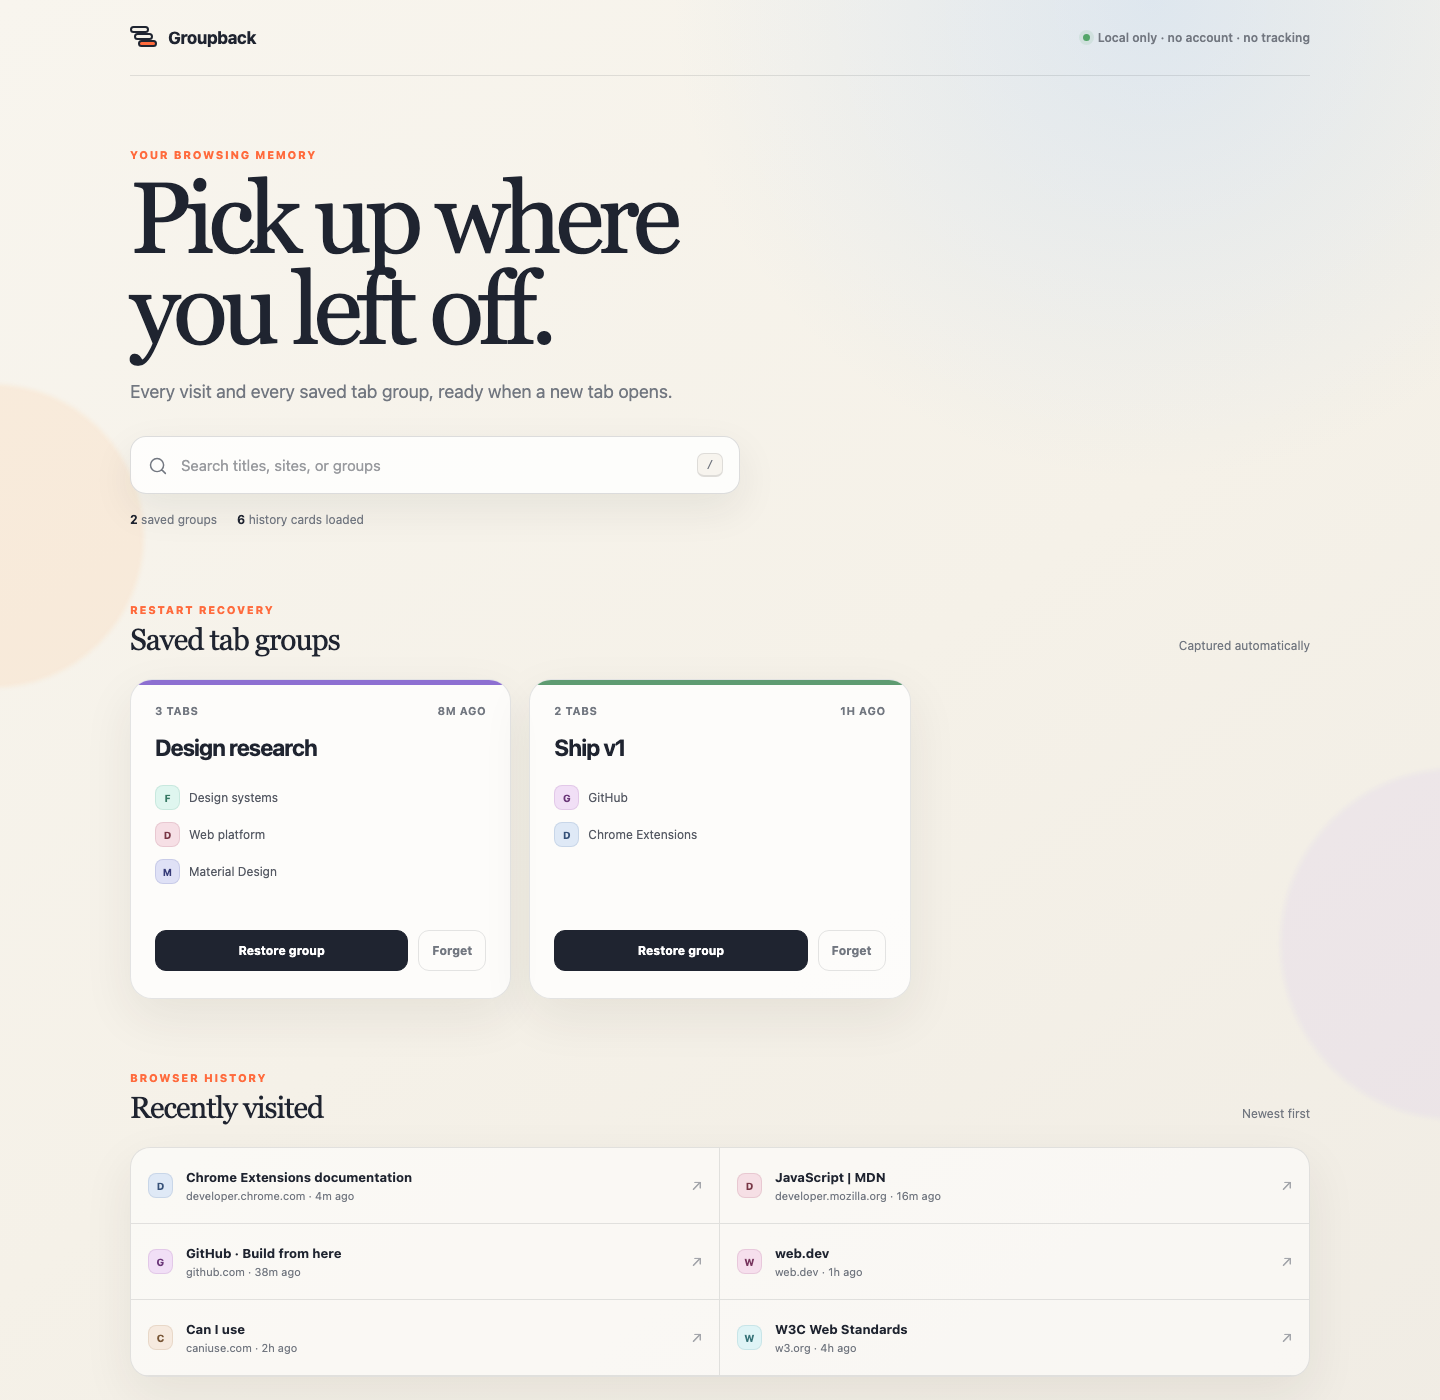 Groupback
Local only · no account · no tracking
YOUR BROWSING MEMORY
Pick up where
you left off.
Every visit and every saved tab group, ready when a new tab opens.
Search titles, sites, or groups
/
2 saved groups 6 history cards loaded
RESTART RECOVERY
Saved tab groups
Captured automatically
3 TABS
8M AGO
Design research
F Design systems
D Web platform
M Material Design
Restore group
Forget
2 TABS
1H AGO
Ship v1
G GitHub
D Chrome Extensions
Restore group
Forget
BROWSER HISTORY
Recently visited
Newest first
D Chrome Extensions documentation
developer.chrome.com · 4m ago
D JavaScript | MDN
developer.mozilla.org · 16m ago
G GitHub · Build from here
github.com · 38m ago
W web.dev
web.dev · 1h ago
C Can I use
caniuse.com · 2h ago
W W3C Web Standards
w3.org · 4h ago